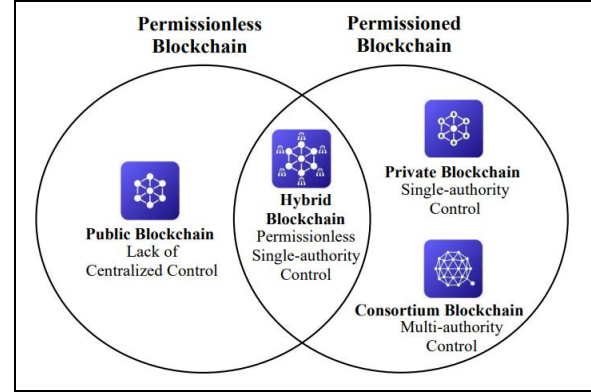 Permissionless
Blockchain
Permissioned
Blockchain
Public Blockchain
Lack of
Centralized Control
Hybrid
Blockchain
Permissionless
Single-authority
Control
Private Blockchain
Single-authority
Control
Consortium Blockchain
Multi-authority
Control